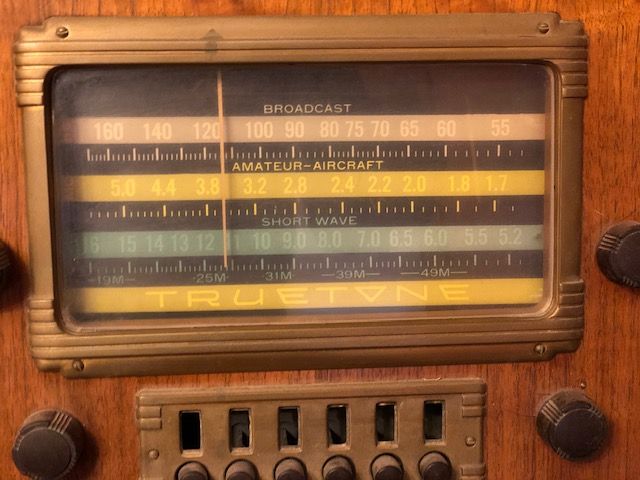 BROADCAST
160 140 120 100 90 80 75 70 65 60 55
AMATEUR-AIRCRAFT
5.0 4.4 3.8 3.2 2.8 2.4 2.2 2.0 1.8 1.7
SHORT WAVE
16 15 14 13 12 11 10 9.0 8.0 7.0 6.5 6.0 5.5 5.2
19M 25M 31M 39M 49M
TRUETONE